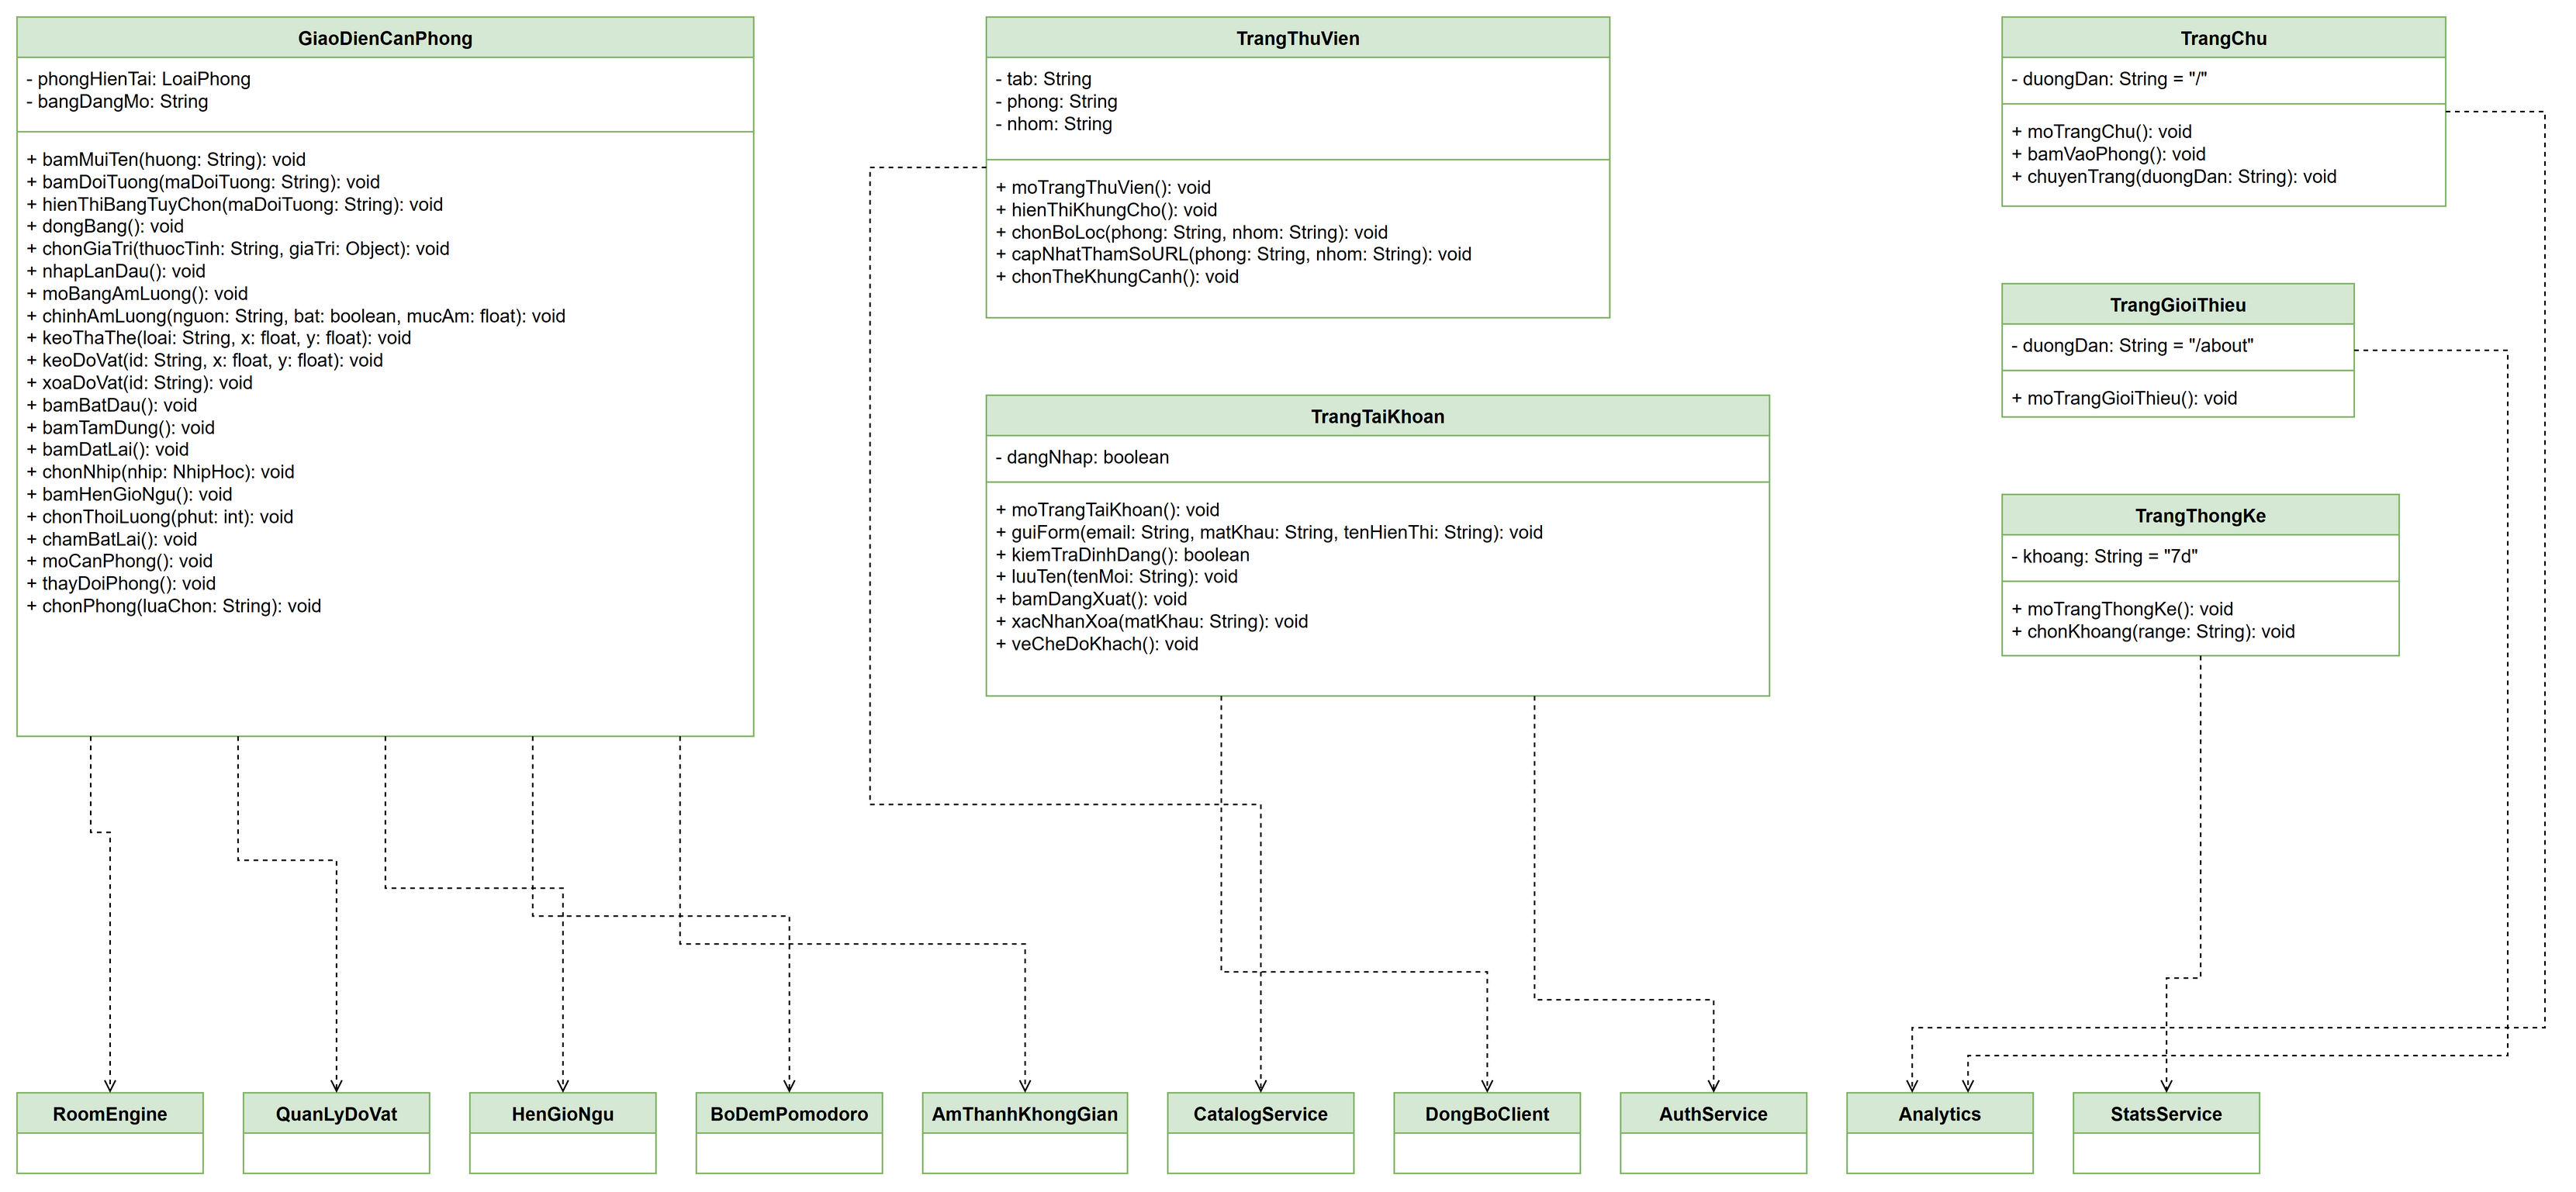 GiaoDienCanPhong
- phongHienTai: LoaiPhong
- bangDangMo: String
+ bamMuiTen(huong: String): void
+ bamDoiTuong(maDoiTuong: String): void
+ hienThiBangTuyChon(maDoiTuong: String): void
+ dongBang(): void
+ chonGiaTri(thuocTinh: String, giaTri: Object): void
+ nhapLanDau(): void
+ moBangAmLuong(): void
+ chinhAmLuong(nguon: String, bat: boolean, mucAm: float): void
+ keoThaThe(loai: String, x: float, y: float): void
+ keoDoVat(id: String, x: float, y: float): void
+ xoaDoVat(id: String): void
+ bamBatDau(): void
+ bamTamDung(): void
+ bamDatLai(): void
+ chonNhip(nhip: NhipHoc): void
+ bamHenGioNgu(): void
+ chonThoiLuong(phut: int): void
+ chamBatLai(): void
+ moCanPhong(): void
+ thayDoiPhong(): void
+ chonPhong(luaChon: String): void
TrangThuVien
- tab: String
- phong: String
- nhom: String
+ moTrangThuVien(): void
+ hienThiKhungCho(): void
+ chonBoLoc(phong: String, nhom: String): void
+ capNhatThamSoURL(phong: String, nhom: String): void
+ chonTheKhungCanh(): void
TrangTaiKhoan
- dangNhap: boolean
+ moTrangTaiKhoan(): void
+ guiForm(email: String, matKhau: String, tenHienThi: String): void
+ kiemTraDinhDang(): boolean
+ luuTen(tenMoi: String): void
+ bamDangXuat(): void
+ xacNhanXoa(matKhau: String): void
+ veCheDoKhach(): void
TrangChu
- duongDan: String = "/"
+ moTrangChu(): void
+ bamVaoPhong(): void
+ chuyenTrang(duongDan: String): void
TrangGioiThieu
- duongDan: String = "/about"
+ moTrangGioiThieu(): void
TrangThongKe
- khoang: String = "7d"
+ moTrangThongKe(): void
+ chonKhoang(range: String): void
RoomEngine
QuanLyDoVat
HenGioNgu
BoDemPomodoro
AmThanhKhongGian
CatalogService
DongBoClient
AuthService
Analytics
StatsService